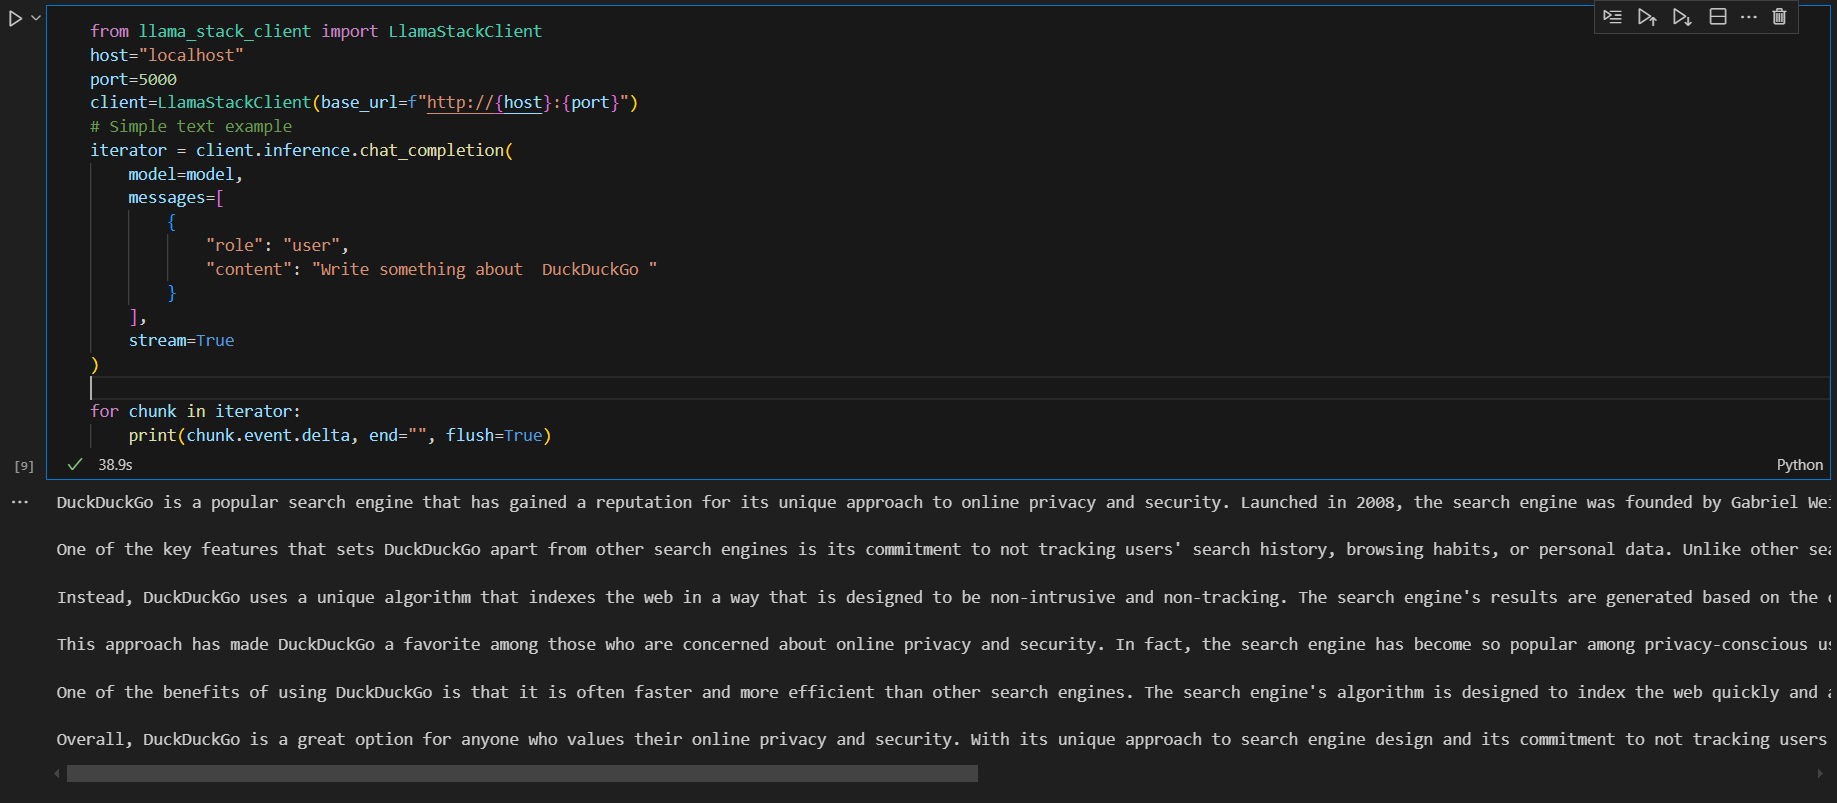 from llama_stack_client import LlamaStackClient
host="localhost"
port=5000
client=LlamaStackClient(base_url=f"http://{host}:{port}")
# Simple text example
iterator = client.inference.chat_completion(
    model=model,
    messages=[
        {
            "role": "user",
            "content": "Write something about  DuckDuckGo "
        }
    ],
    stream=True
)
for chunk in iterator:
    print(chunk.event.delta, end="", flush=True)
[9] 38.9s Python
DuckDuckGo is a popular search engine that has gained a reputation for its unique approach to online privacy and security. Launched in 2008, the search engine was founded by Gabriel
One of the key features that sets DuckDuckGo apart from other search engines is its commitment to not tracking users' search history, browsing habits, or personal data. Unlike other
Instead, DuckDuckGo uses a unique algorithm that indexes the web in a way that is designed to be non-intrusive and non-tracking. The search engine's results are generated based on the
This approach has made DuckDuckGo a favorite among those who are concerned about online privacy and security. In fact, the search engine has become so popular among privacy-conscious
One of the benefits of using DuckDuckGo is that it is often faster and more efficient than other search engines. The search engine's algorithm is designed to index the web quickly and
Overall, DuckDuckGo is a great option for anyone who values their online privacy and security. With its unique approach to search engine design and its commitment to not tracking users